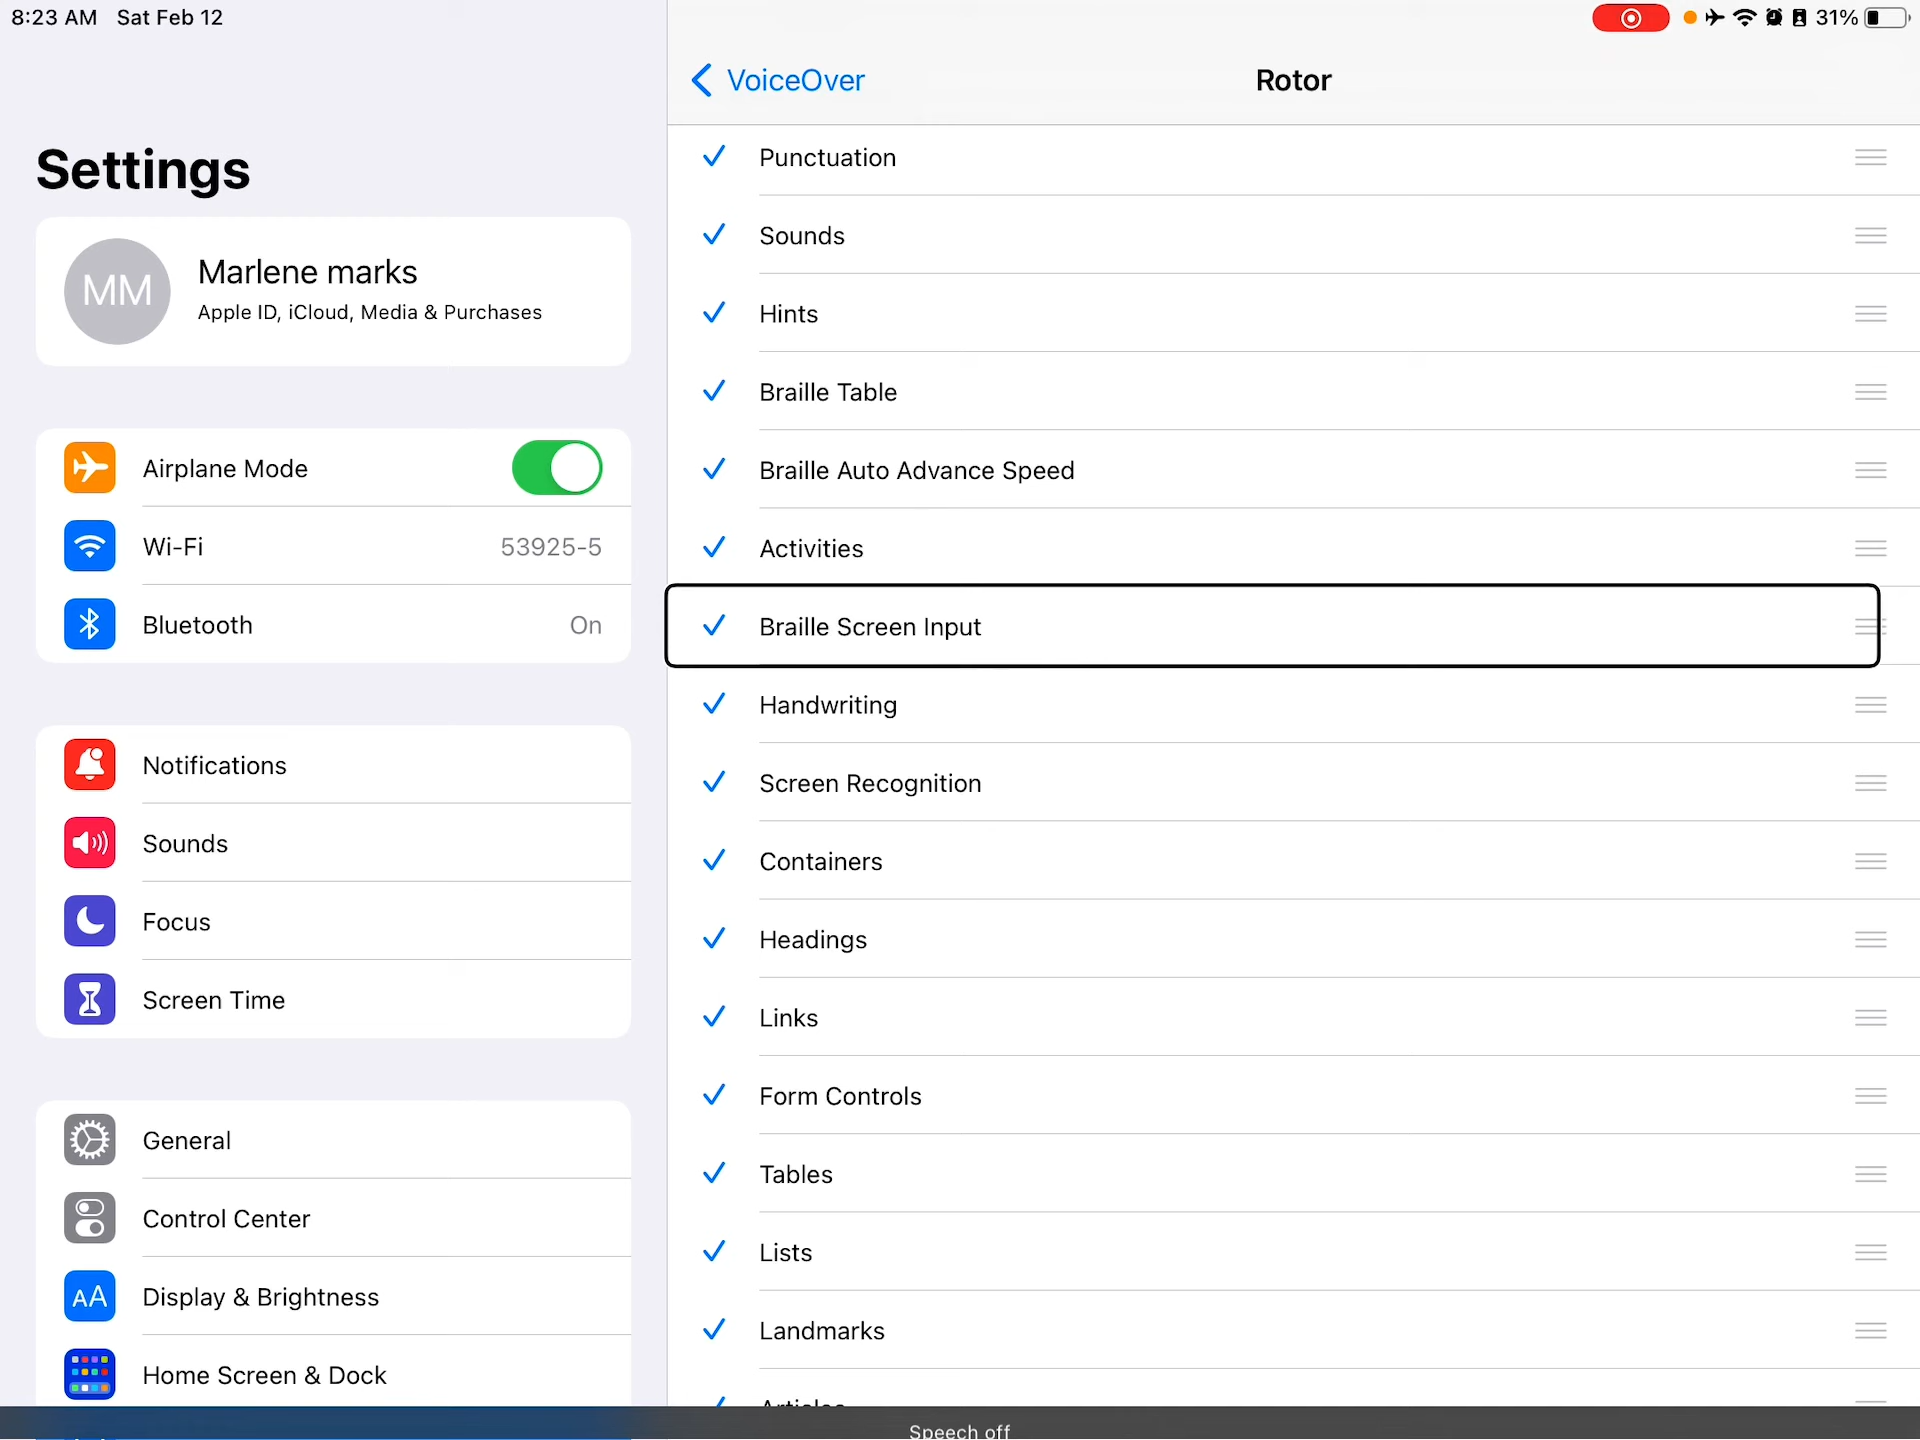 8:23 AM Sat Feb 12
31%
Settings
MM
Marlene marks
Apple ID, iCloud, Media & Purchases
Airplane Mode
Wi-Fi 53925-5
Bluetooth On
Notifications
Sounds
Focus
Screen Time
General
Control Center
AA Display & Brightness
Home Screen & Dock
VoiceOver
Rotor
Punctuation
Sounds
Hints
Braille Table
Braille Auto Advance Speed
Activities
Braille Screen Input
Handwriting
Screen Recognition
Containers
Headings
Links
Form Controls
Tables
Lists
Landmarks
Articles
Speech off